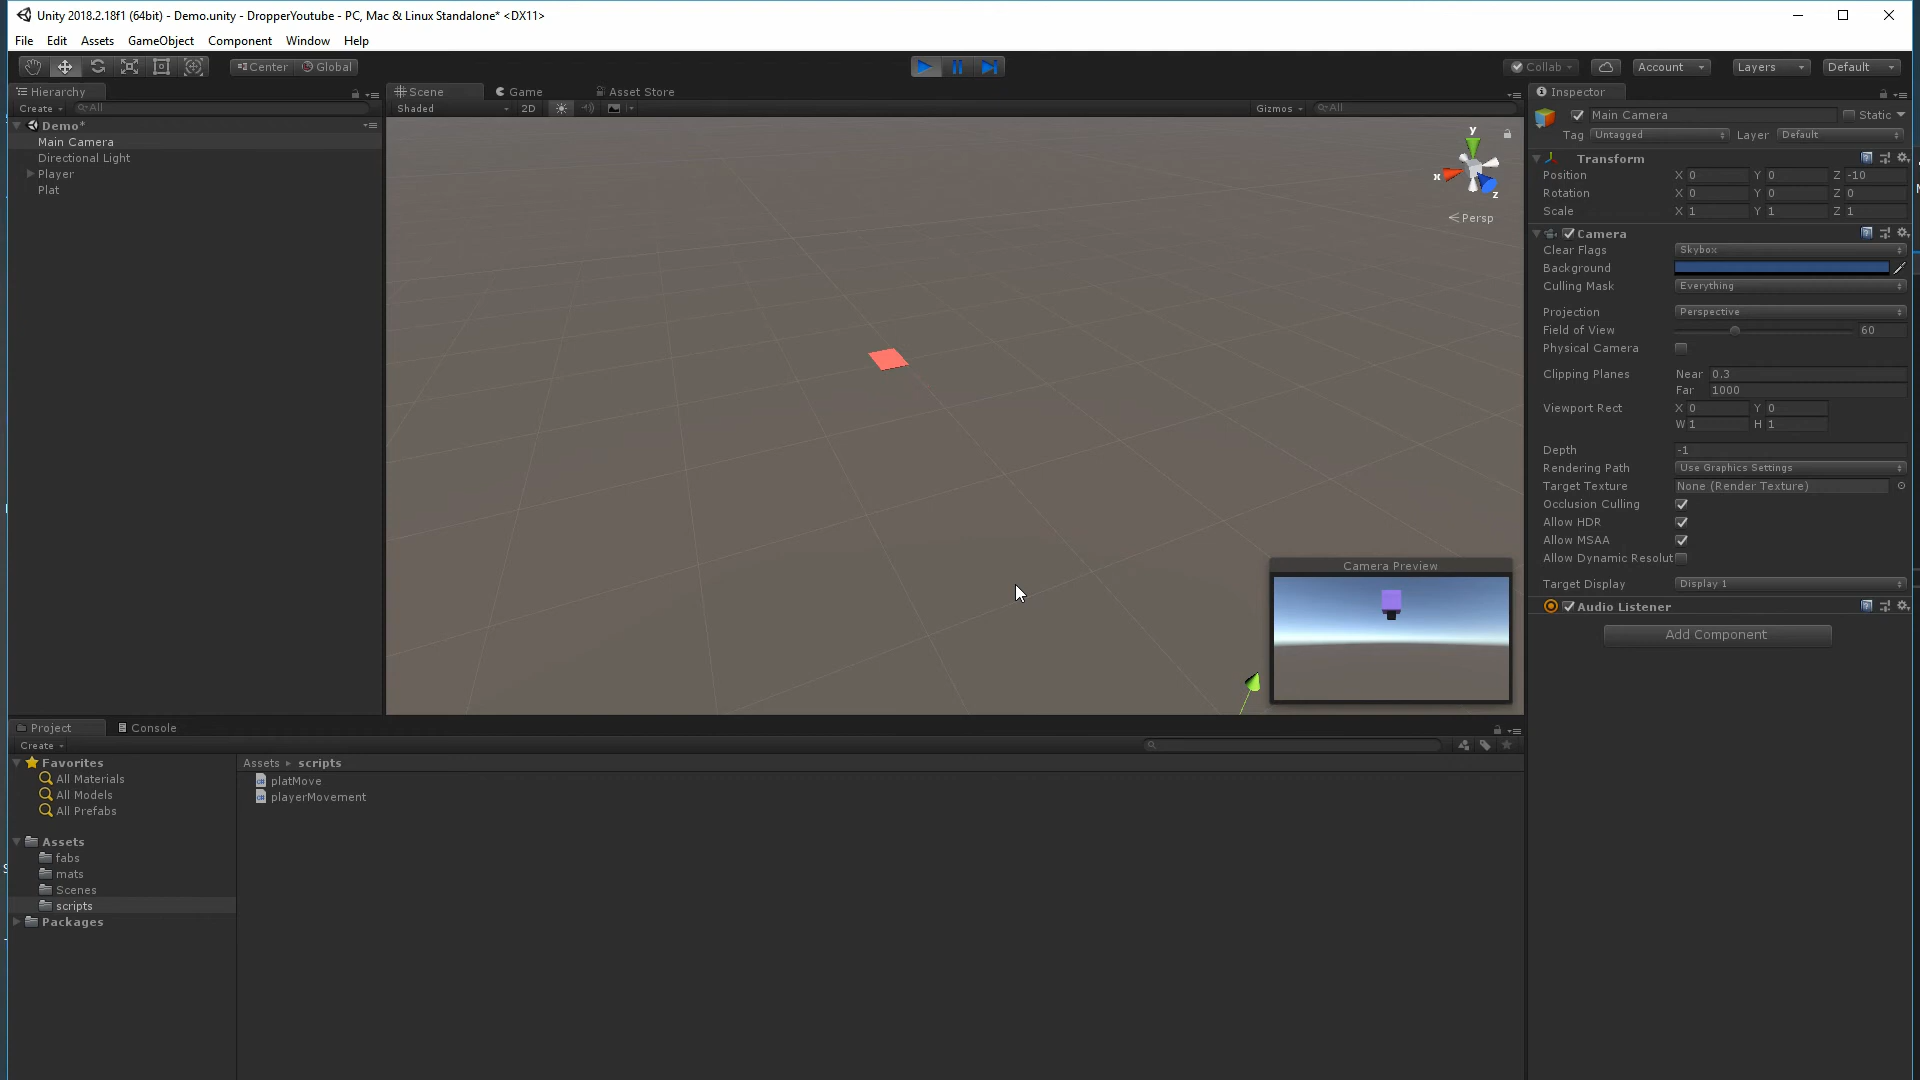 Unity 2018.2.18f1 (64bit) - Demo.unity - DropperYoutube - PC, Mac & Linux Standalone* <DX11>
File Edit Assets GameObject Component Window Help
Center Global Collab Account Layers Default
Hierarchy
Create All
Demo*
Main Camera
Directional Light
Player
Plat
Scene Game Asset Store
Shaded 2D Gizmos All
y
x
z
Persp
Camera Preview
Inspector
Main Camera Static
Tag Untagged Layer Default
Transform
Position X 0 Y 0 Z -10
Rotation X 0 Y 0 Z 0
Scale X 1 Y 1 Z 1
Camera
Clear Flags Skybox
Background
Culling Mask Everything
Projection Perspective
Field of View 60
Physical Camera
Clipping Planes Near 0.3
Far 1000
Viewport Rect X 0 Y 0
W 1 H 1
Depth -1
Rendering Path Use Graphics Settings
Target Texture None (Render Texture)
Occlusion Culling
Allow HDR
Allow MSAA
Allow Dynamic Resolut
Target Display Display 1
Audio Listener
Add Component
Project Console
Create
Favorites
All Materials
All Models
All Prefabs
Assets
fabs
mats
Scenes
scripts
Packages
Assets scripts
platMove
playerMovement